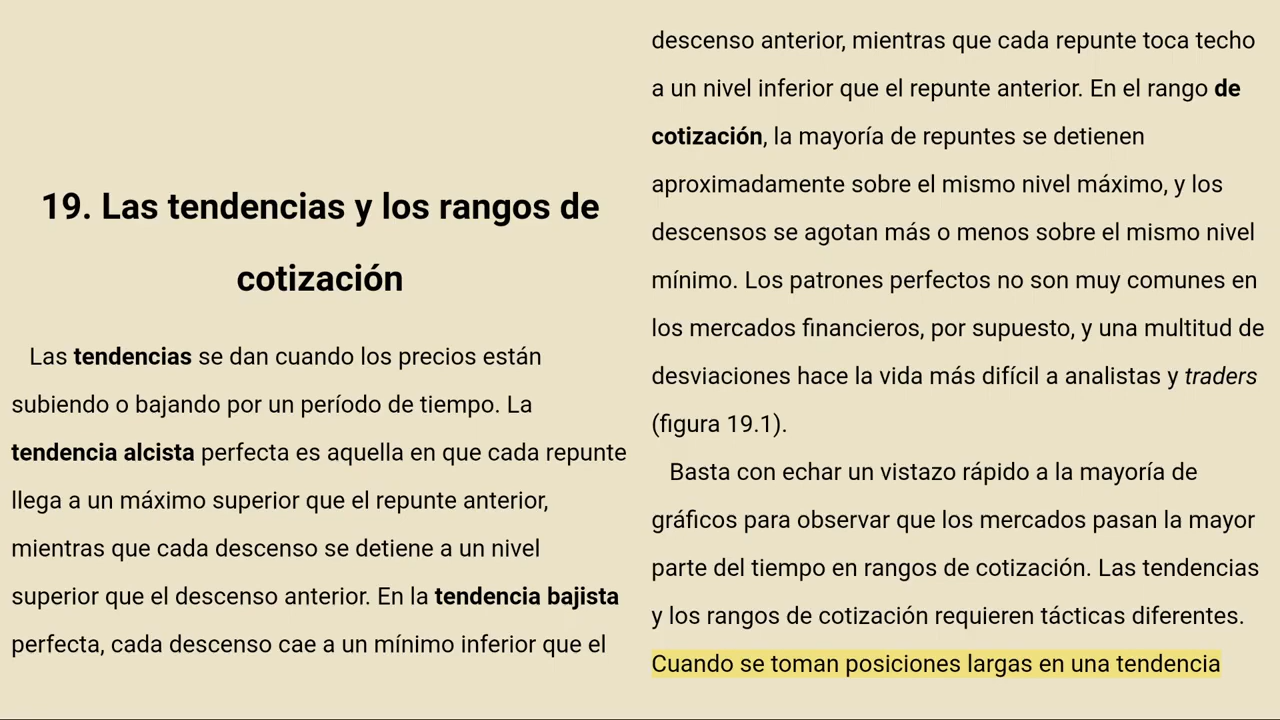 19. Las tendencias y los rangos de
cotización
Las tendencias se dan cuando los precios están
subiendo o bajando por un período de tiempo. La
tendencia alcista perfecta es aquella en que cada repunte
llega a un máximo superior que el repunte anterior,
mientras que cada descenso se detiene a un nivel
superior que el descenso anterior. En la tendencia bajista
perfecta, cada descenso cae a un mínimo inferior que el
descenso anterior, mientras que cada repunte toca techo
a un nivel inferior que el repunte anterior. En el rango de
cotización, la mayoría de repuntes se detienen
aproximadamente sobre el mismo nivel máximo, y los
descensos se agotan más o menos sobre el mismo nivel
mínimo. Los patrones perfectos no son muy comunes en
los mercados financieros, por supuesto, y una multitud de
desviaciones hace la vida más difícil a analistas y traders
(figura 19.1).
Basta con echar un vistazo rápido a la mayoría de
gráficos para observar que los mercados pasan la mayor
parte del tiempo en rangos de cotización. Las tendencias
y los rangos de cotización requieren tácticas diferentes.
Cuando se toman posiciones largas en una tendencia